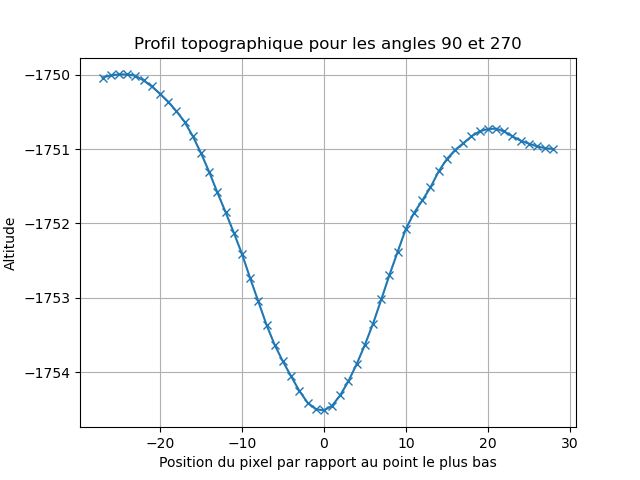 Profil topographique pour les angles 90 et 270
−1750
−1751
−1752
−1753
−1754
Altitude
−20 −10 0 10 20 30
Position du pixel par rapport au point le plus bas